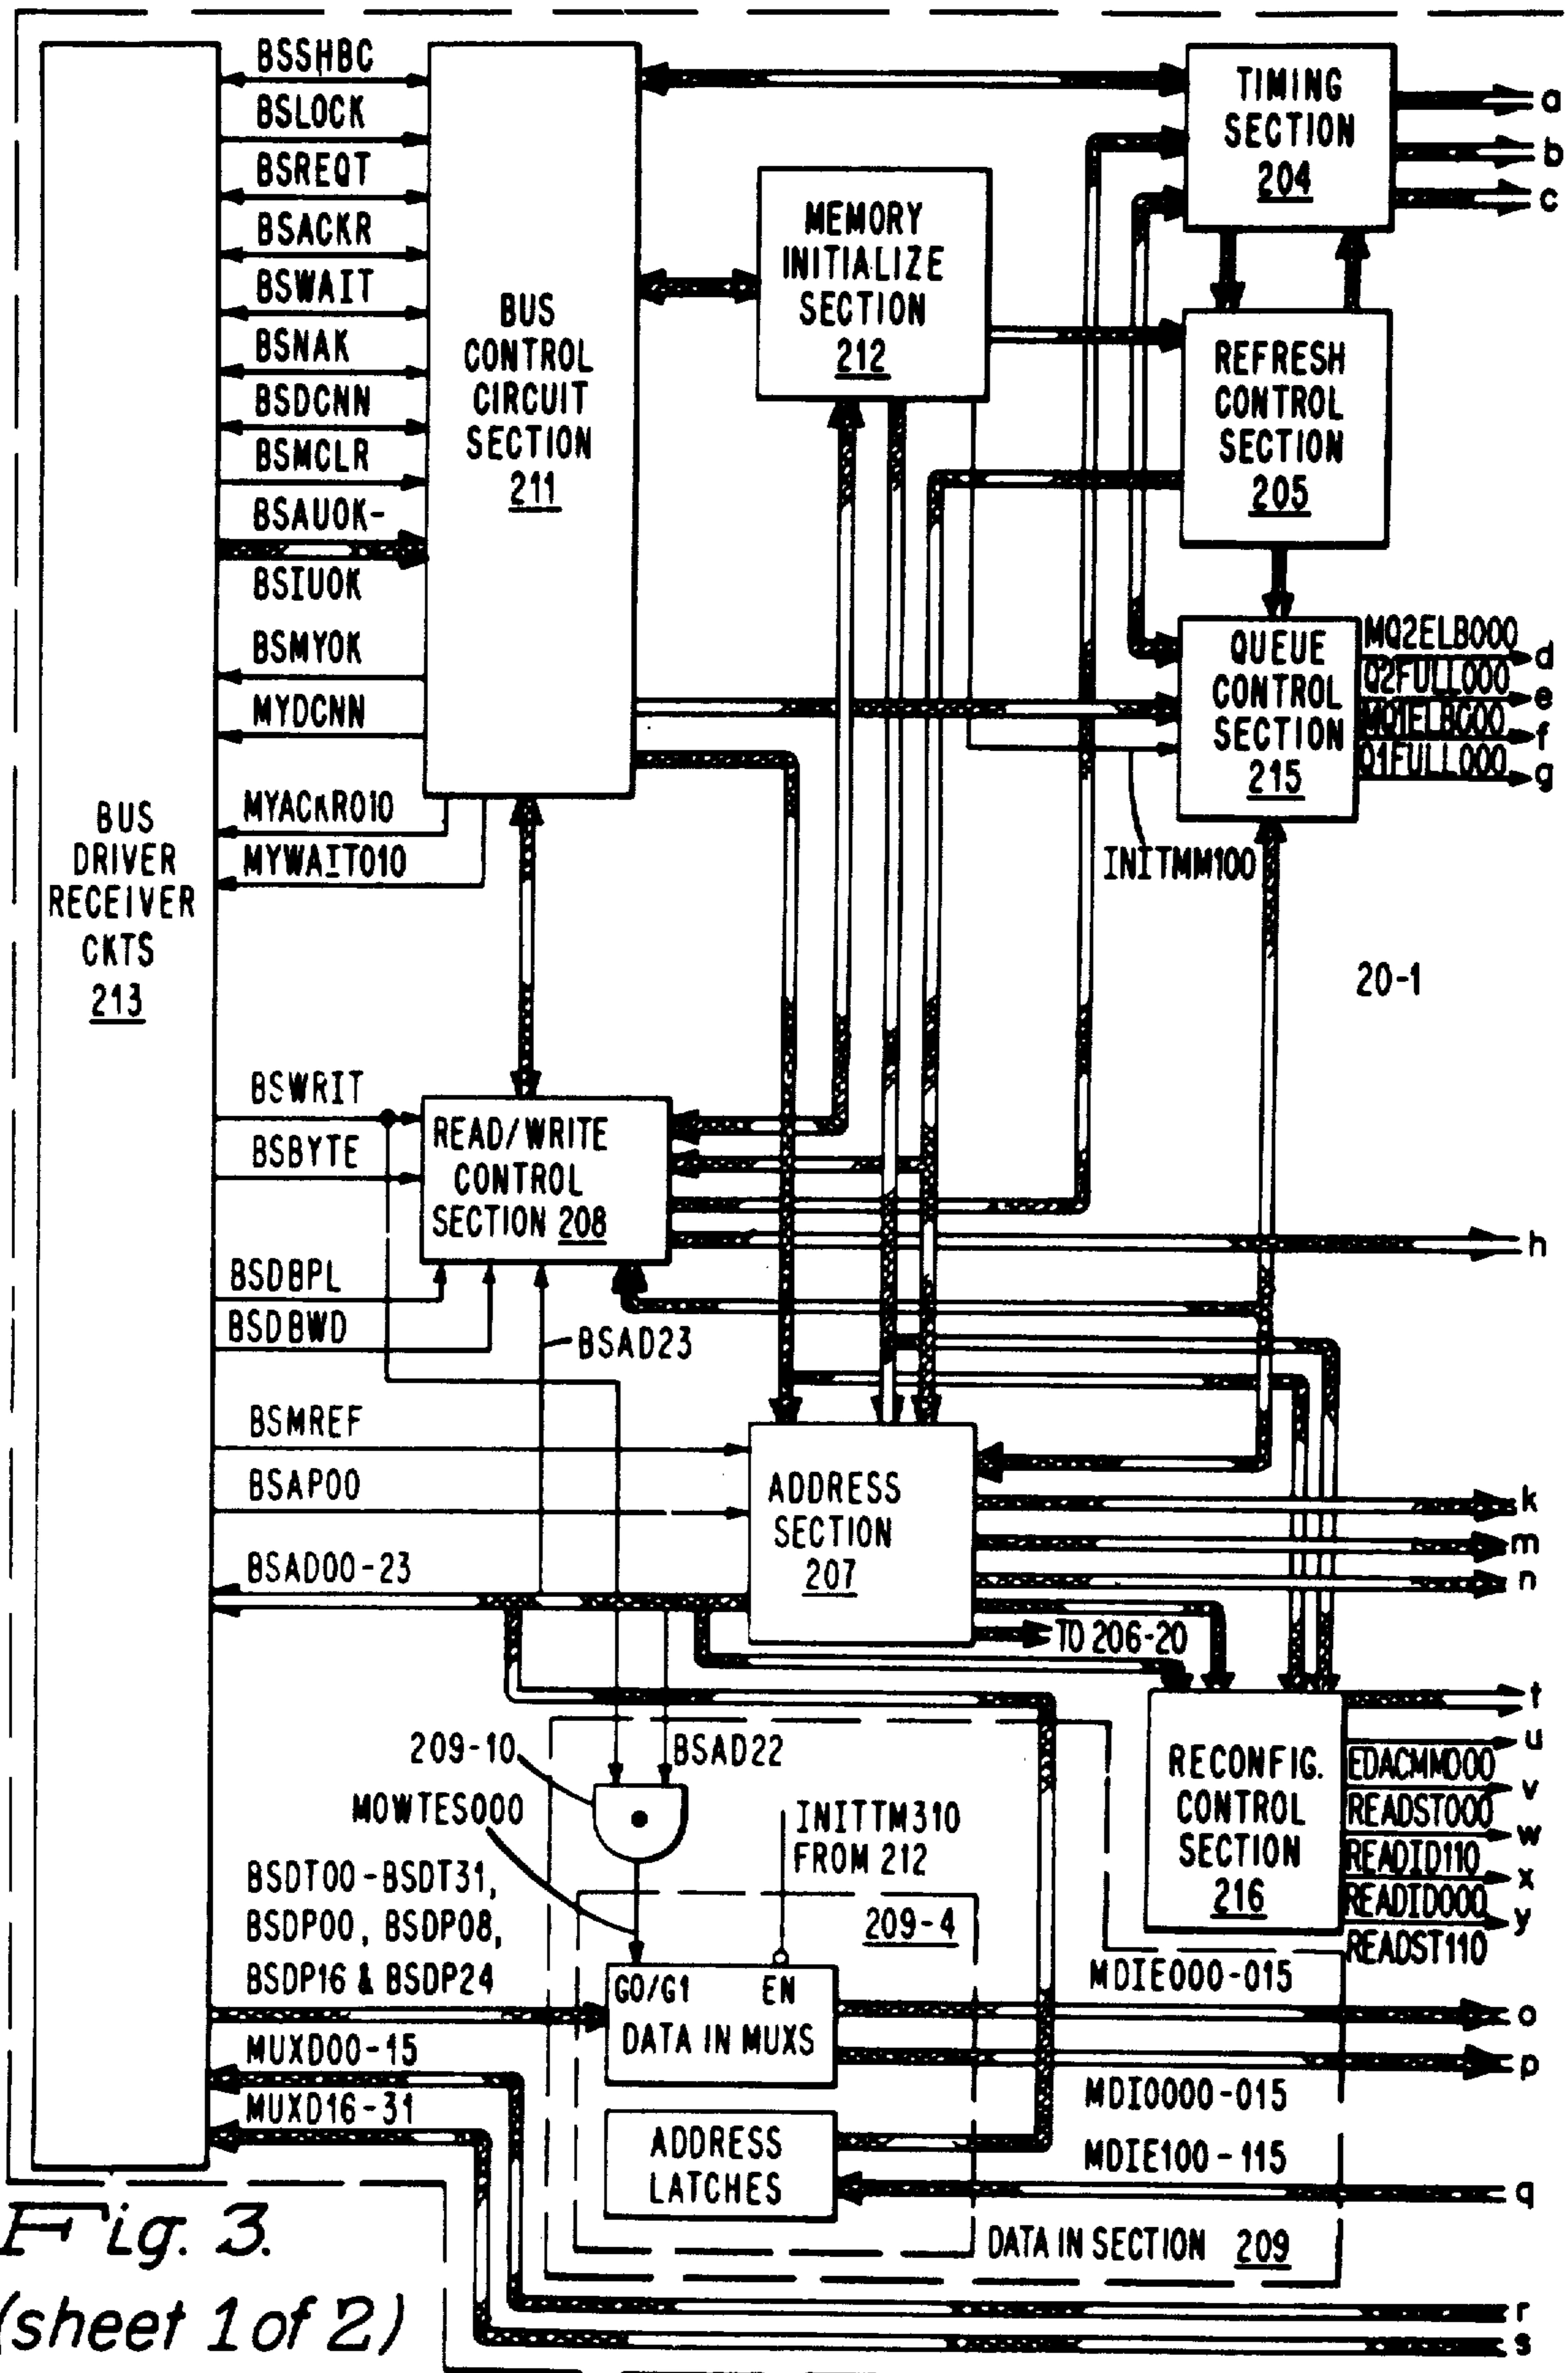 BUS
DRIVER
RECEIVER
CKTS
213
BSSHBC
BSLOCK
BSREQT
BSACKR
BSWAIT
BSNAK
BSDCNN
BSMCLR
BSAUOK-
BSIUOK
BSMYOK
MYDCNN
MYACKR010
MYWAIT010
BUS
CONTROL
CIRCUIT
SECTION
211
MEMORY
INITIALIZE
SECTION
212
TIMING
SECTION
204
a
b
c
REFRESH
CONTROL
SECTION
205
QUEUE
CONTROL
SECTION
215
MQ2ELB000
d
Q2FULL000
e
f
Q1FULL000
g
INITMM100
20-1
BSWRIT
BSBYTE
READ/WRITE
CONTROL
SECTION 208
h
BSDBPL
BSDBWD
BSAD23
BSMREF
BSAP00
BSAD00-23
ADDRESS
SECTION
207
k
m
n
TO 206-20
209-10
BSAD22
MOWTES000
INITTM310
FROM 212
RECONFIG.
CONTROL
SECTION
216
t
u
EDACMM000
v
READST000
w
READID110
x
READID000
y
READST110
BSDT00-BSDT31,
BSDP00, BSDP08,
BSDP16 & BSDP24
209-4
G0/G1 EN
DATA IN MUXS
MDIE000-015
o
p
MDIO000-015
MUXD00-15
MUXD16-31
ADDRESS
LATCHES
MDIE100-115
q
DATA IN SECTION 209
r
s
Fig. 3.
(sheet 1 of 2)